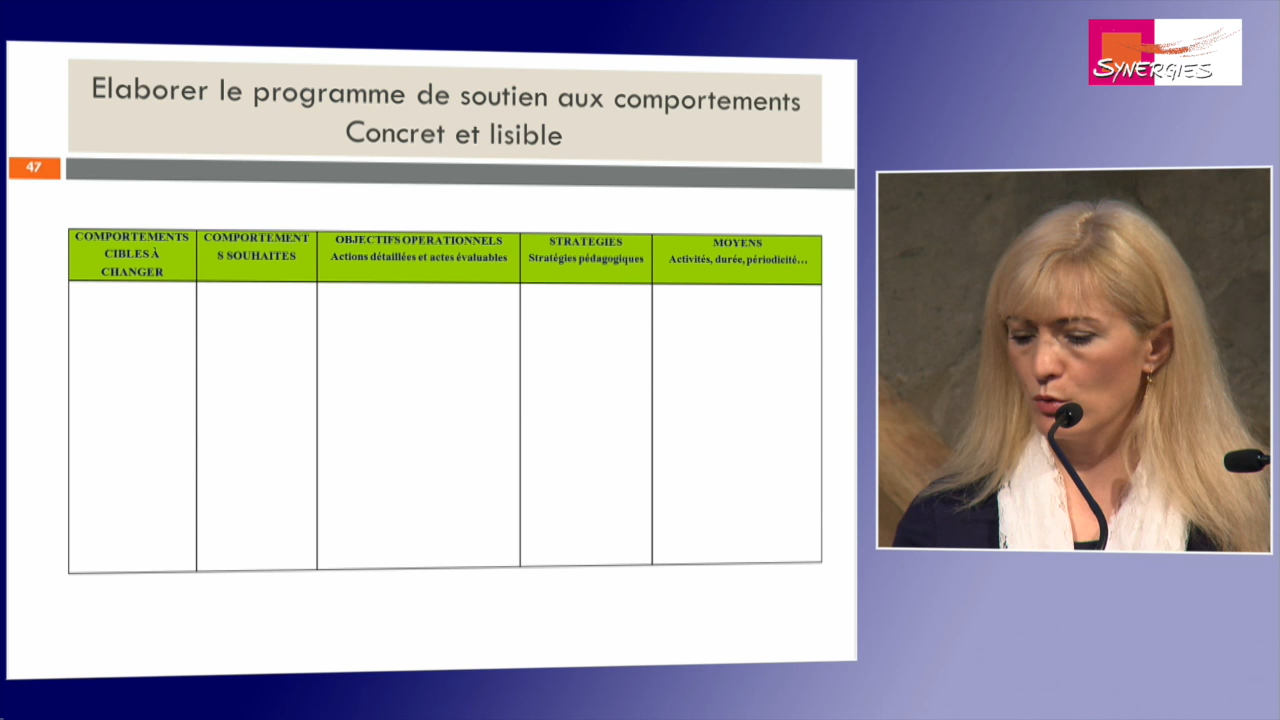 SYNERGIES
Elaborer le programme de soutien aux comportements
Concret et lisible
47
COMPORTEMENTS
CIBLES À
CHANGER
COMPORTEMENT
S SOUHAITES
OBJECTIFS OPERATIONNELS
Actions détaillées et actes évaluables
STRATEGIES
Stratégies pédagogiques
MOYENS
Activités, durée, périodicité…